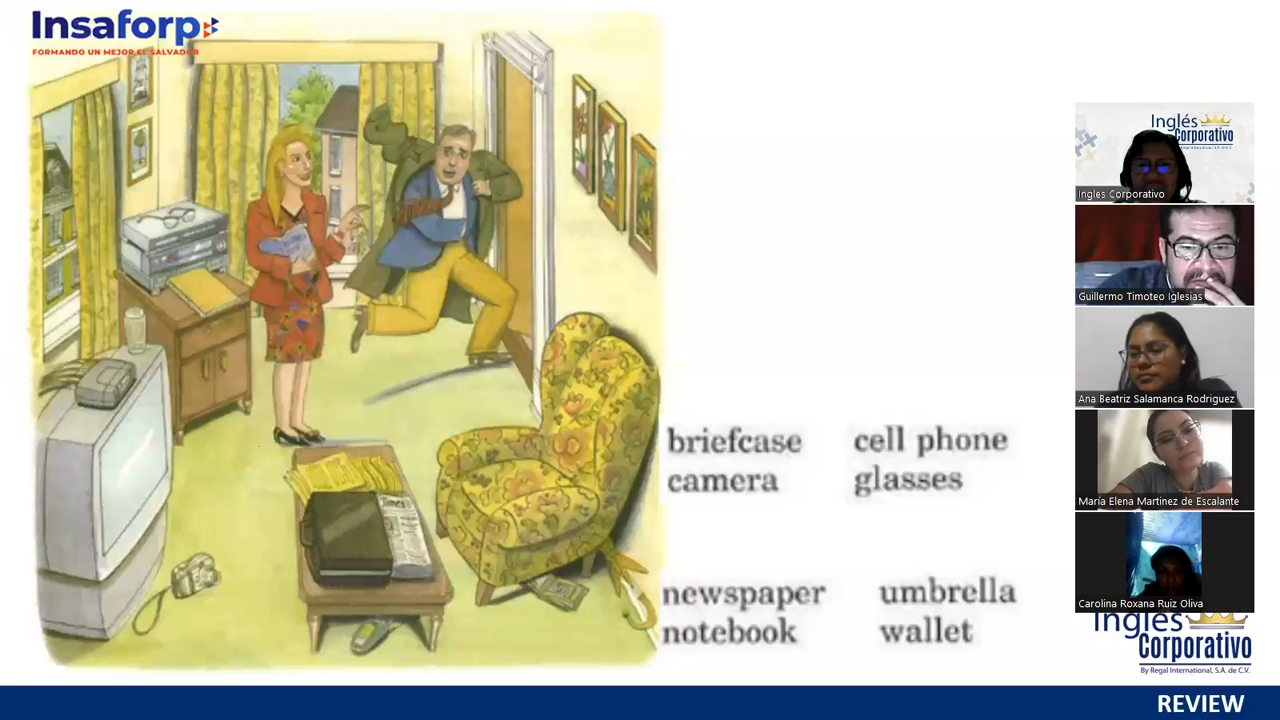 Insaforp
FORMANDO UN MEJOR EL SALVADOR
briefcase cell phone
camera glasses
newspaper umbrella
notebook wallet
Times
Inglés
Corporativo
Ingles Corporativo
Guillermo Timoteo Iglesias
Ana Beatriz Salamanca Rodriguez
María Elena Martinez de Escalante
Carolina Roxana Ruiz Oliva
Inglés
Corporativo
By Regal International, S.A. de C.V.
REVIEW